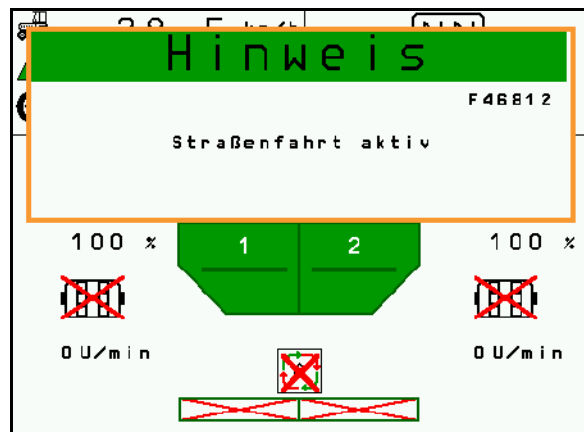 Hinweis
F46812
Straßenfahrt aktiv
100 %
1
2
100 %
0 U/min
0 U/min